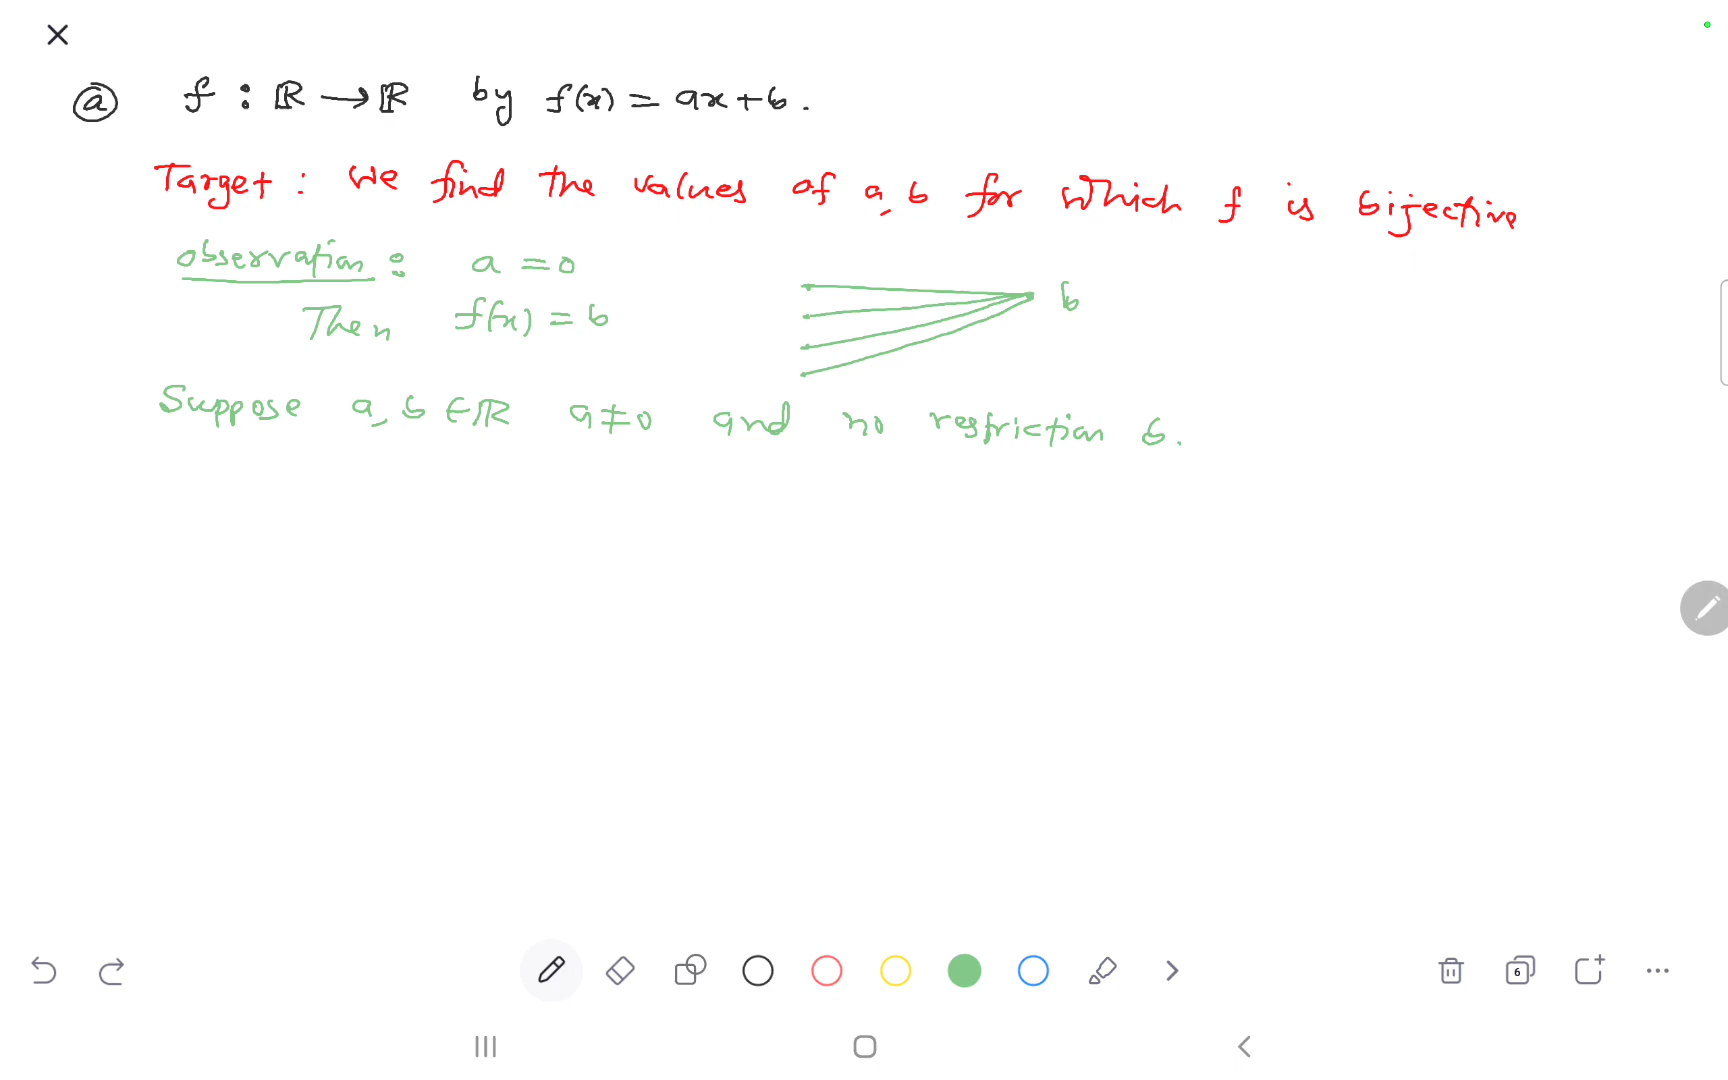 ⓐ f : ℝ → ℝ by f(x) = ax + b.
Target : we find the values of a, b for which f is bijective
observation : a = 0
b
Then f(x) = b
Suppose a, b ∈ ℝ a ≠ 0 and no restriction b.
6